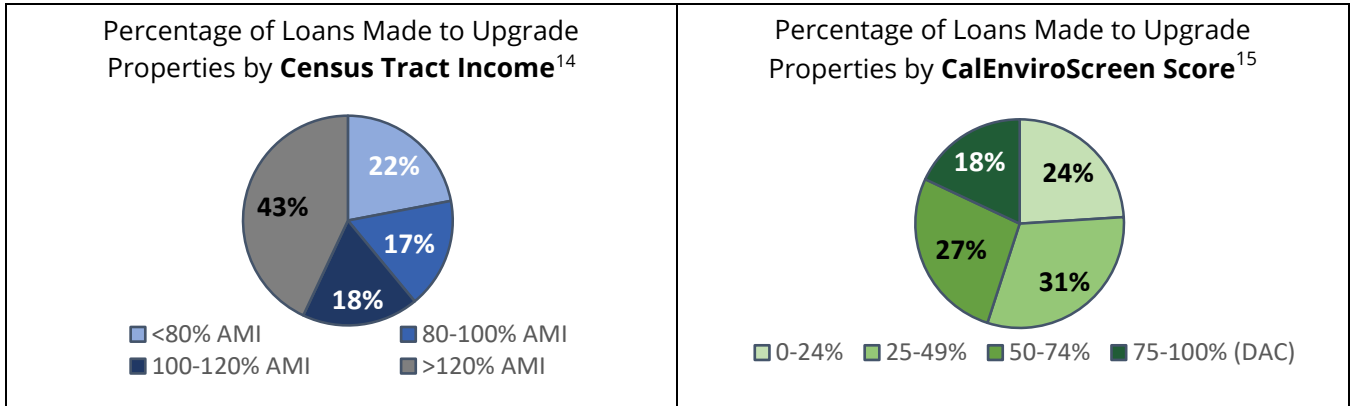 Percentage of Loans Made to Upgrade
Properties by Census Tract Income14
22%
43%
17%
18%
<80% AMI
80-100% AMI
100-120% AMI
>120% AMI
Percentage of Loans Made to Upgrade
Properties by CalEnviroScreen Score15
18%
24%
27%
31%
0-24%
25-49%
50-74%
75-100% (DAC)